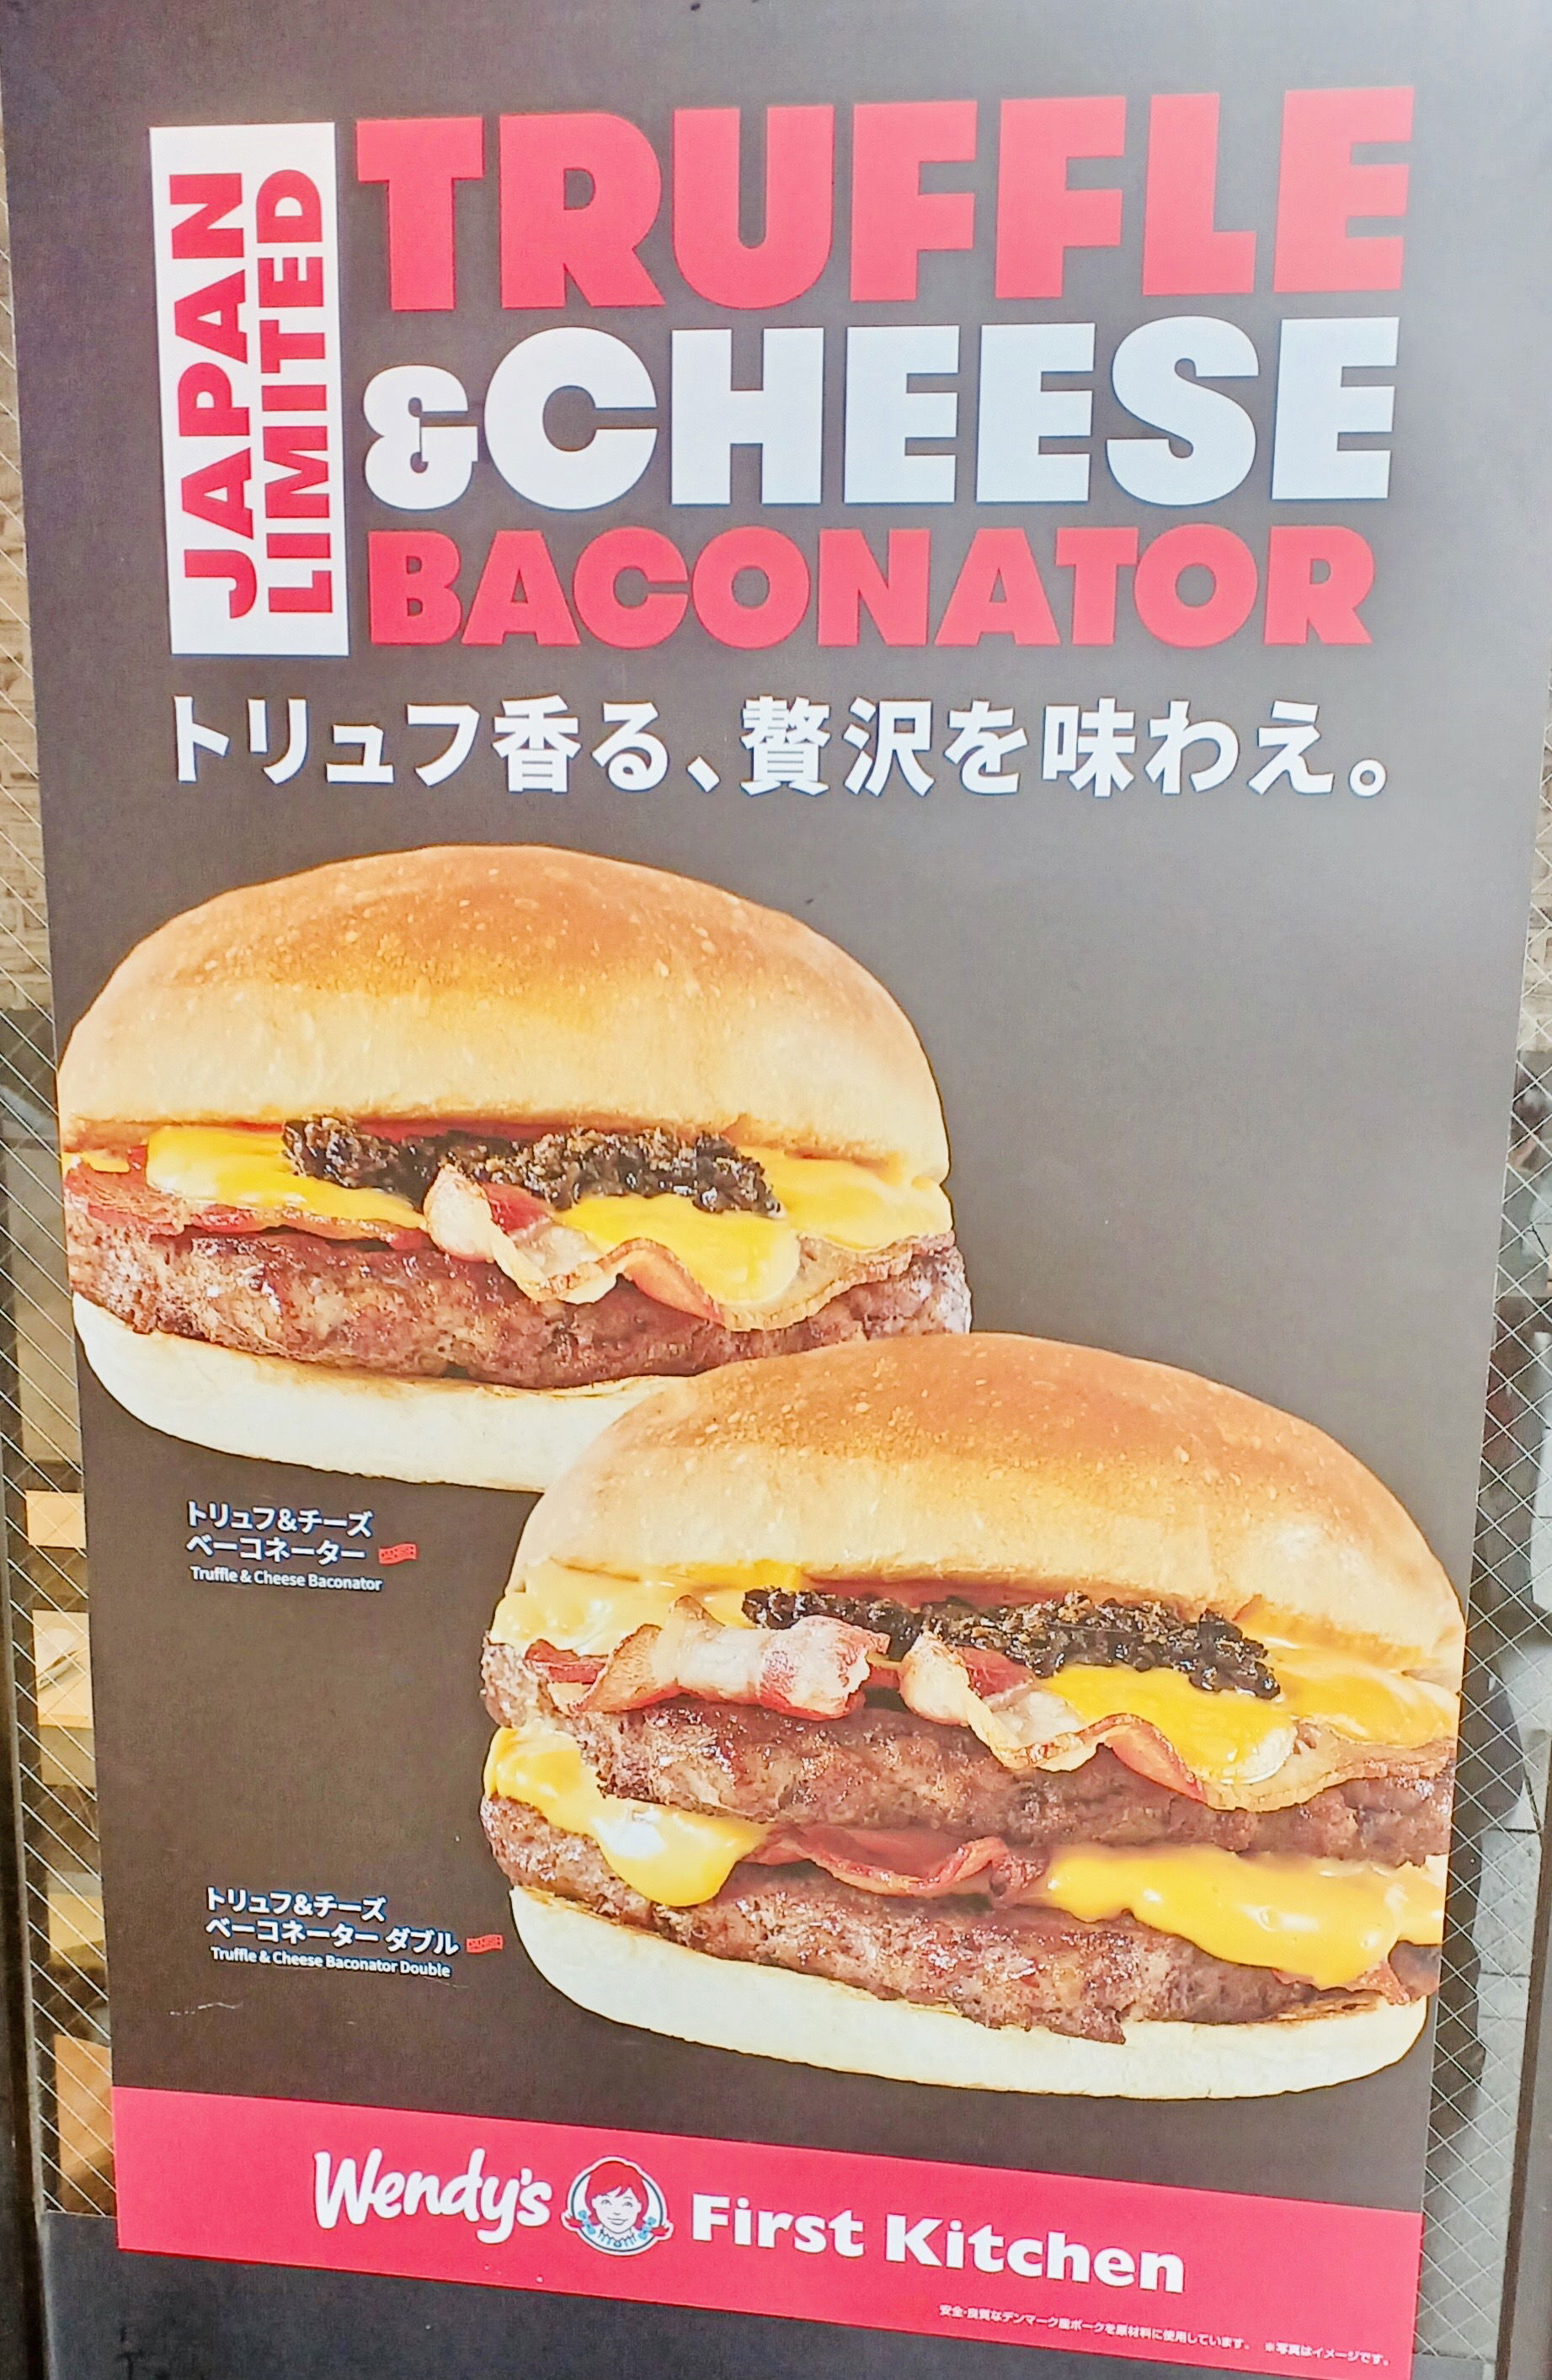 JAPAN
LIMITED
TRUFFLE
&CHEESE
BACONATOR
トリュフ香る、贅沢を味わえ。
トリュフ&チーズ
ベーコネーター
Truffle & Cheese Baconator
トリュフ&チーズ
ベーコネーター ダブル
Truffle & Cheese Baconator Double
Wendy's First Kitchen
安全・良質なデンマーク産ポークを原材料に使用しています。 ※写真はイメージです。